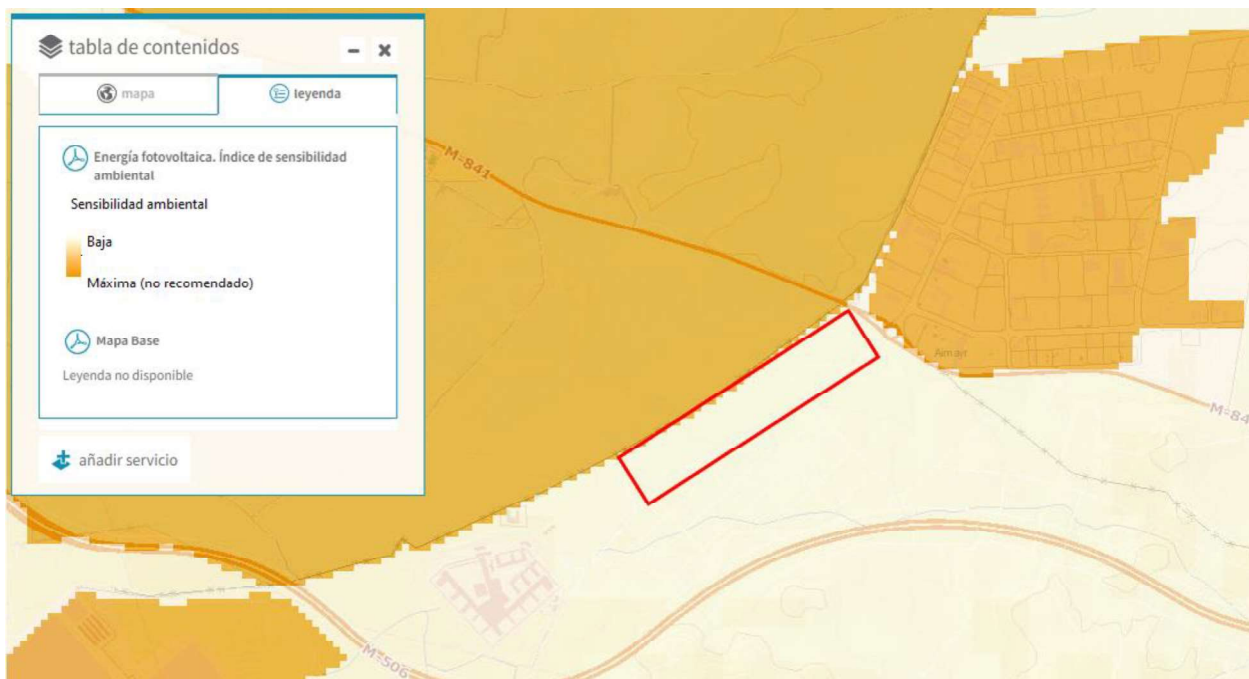 tabla de contenidos
mapa
leyenda
Energía fotovoltaica. Índice de sensibilidad
ambiental
Sensibilidad ambiental
Baja
Máxima (no recomendado)
Mapa Base
Leyenda no disponible
añadir servicio
M-841
M-84
M-506